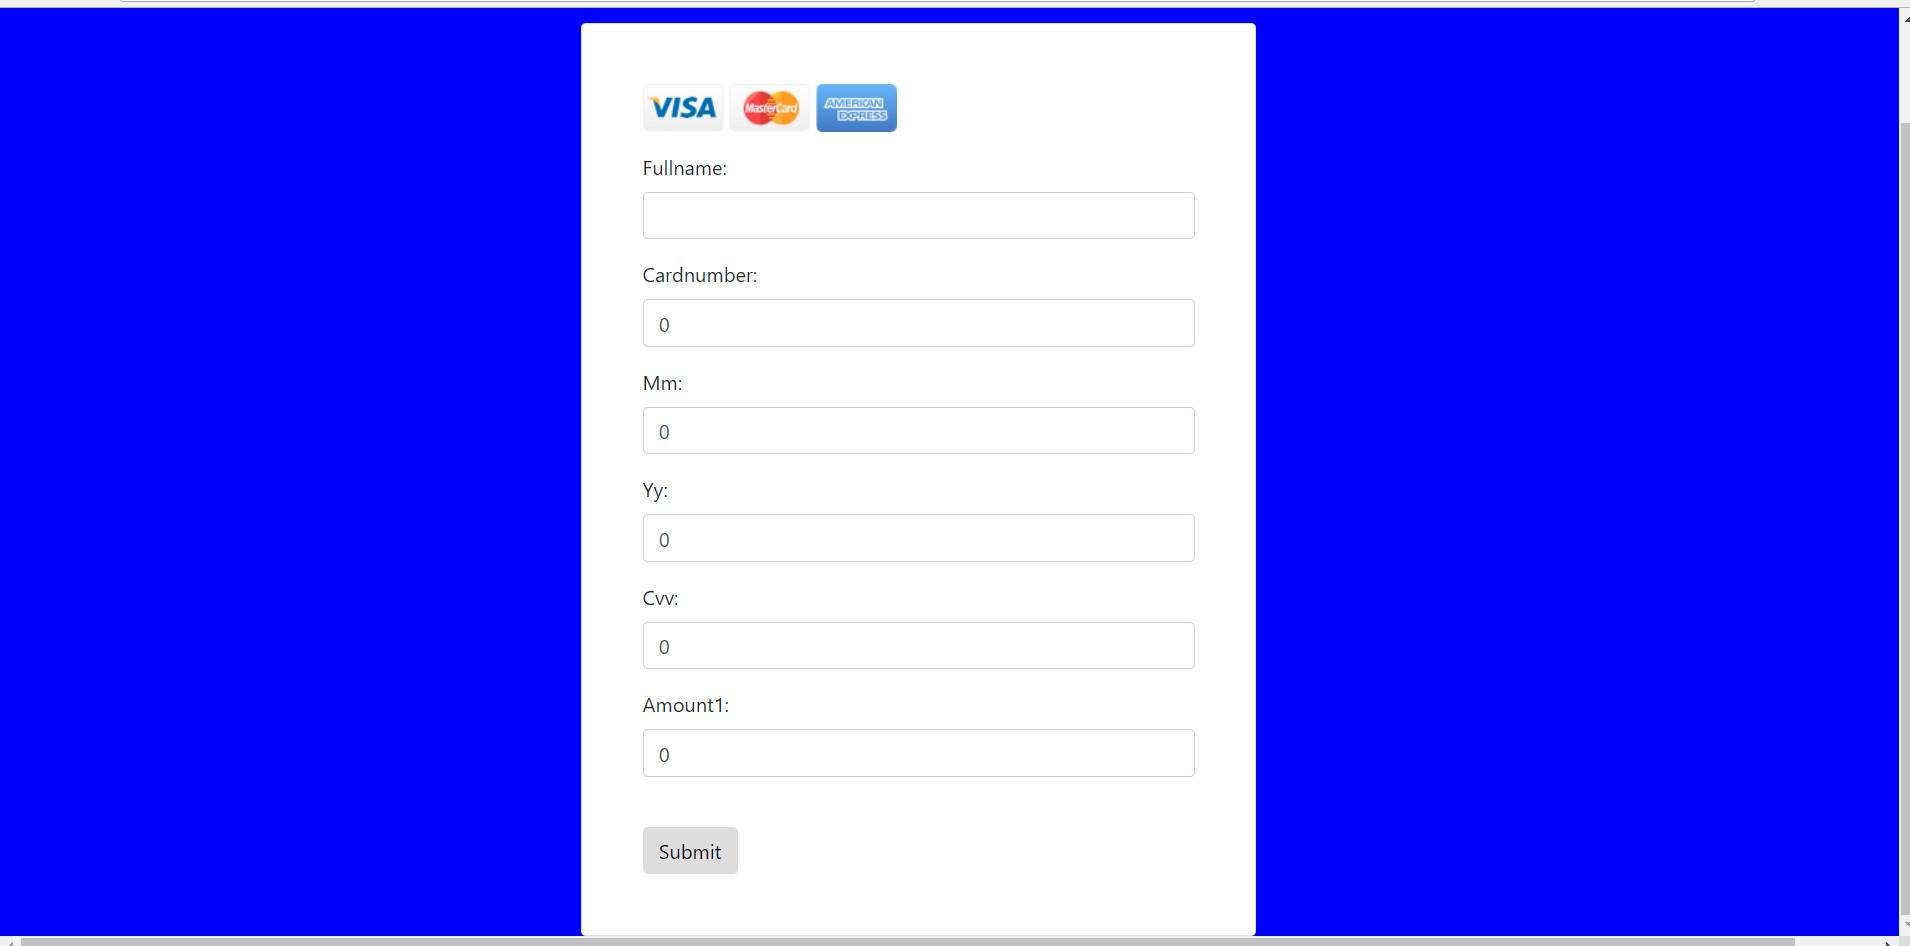 VISA MasterCard AMERICAN EXPRESS
Fullname:
Cardnumber:
0
Mm:
0
Yy:
0
Cvv:
0
Amount1:
0
Submit